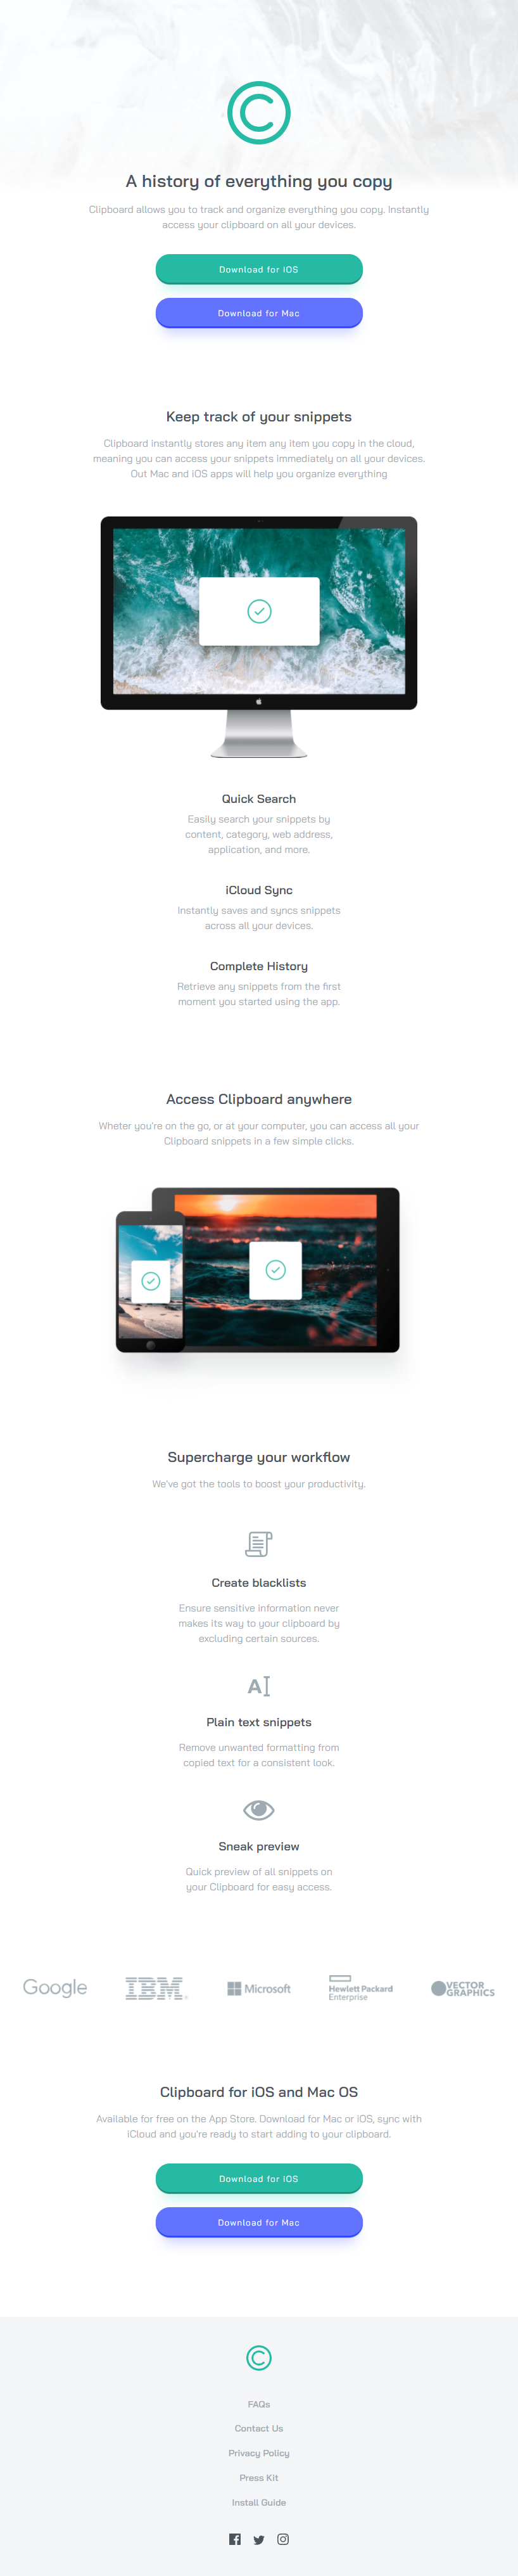 A history of everything you copy
Clipboard allows you to track and organize everything you copy. Instantly
access your clipboard on all your devices.
Download for iOS
Download for Mac
Keep track of your snippets
Clipboard instantly stores any item any item you copy in the cloud,
meaning you can access your snippets immediately on all your devices.
Out Mac and iOS apps will help you organize everything
Quick Search
Easily search your snippets by
content, category, web address,
application, and more.
iCloud Sync
Instantly saves and syncs snippets
across all your devices.
Complete History
Retrieve any snippets from the first
moment you started using the app.
Access Clipboard anywhere
Wheter you're on the go, or at your computer, you can access all your
Clipboard snippets in a few simple clicks.
Supercharge your workflow
We've got the tools to boost your productivity.
A
Create blacklists
Ensure sensitive information never
makes its way to your clipboard by
excluding certain sources.
Plain text snippets
Remove unwanted formatting from
copied text for a consistent look.
Sneak preview
Quick preview of all snippets on
your Clipboard for easy access.
Google
IBM
Microsoft
Hewlett Packard
Enterprise
VECTOR
GRAPHICS
Clipboard for iOS and Mac OS
Available for free on the App Store. Download for Mac or iOS, sync with
iCloud and you're ready to start adding to your clipboard.
Download for iOS
Download for Mac
FAQs
Contact Us
Privacy Policy
Press Kit
Install Guide